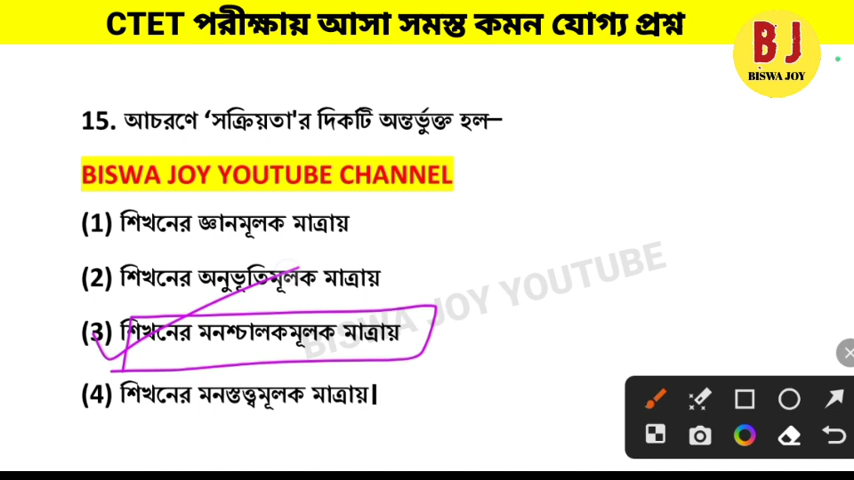 CTET পরীক্ষায় আসা সমস্ত কমন যোগ্য প্রশ্ন
BJ
BISWA JOY
15. আচরণে ‘সক্রিয়তা'র দিকটি অন্তর্ভুক্ত হল–
BISWA JOY YOUTUBE CHANNEL
(1) শিখনের জ্ঞানমূলক মাত্রায়
(2) শিখনের অনুভূতিমূলক মাত্রায়
(3) শিখনের মনশ্চালকমূলক মাত্রায়
(4) শিখনের মনস্তত্ত্বমূলক মাত্রায়।
BISWA JOY YOUTUBE